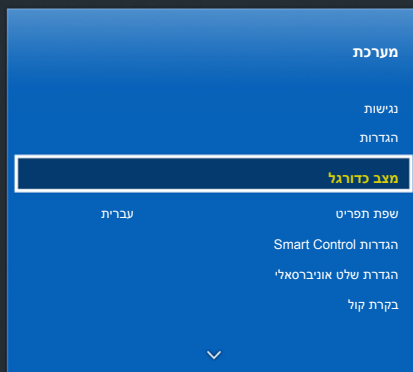 מערכת
נגישות
הגדרות
מצב כדורגל
שפת תפריט עברית
הגדרות Smart Control
הגדרת שלט אוניברסאלי
בקרת קול